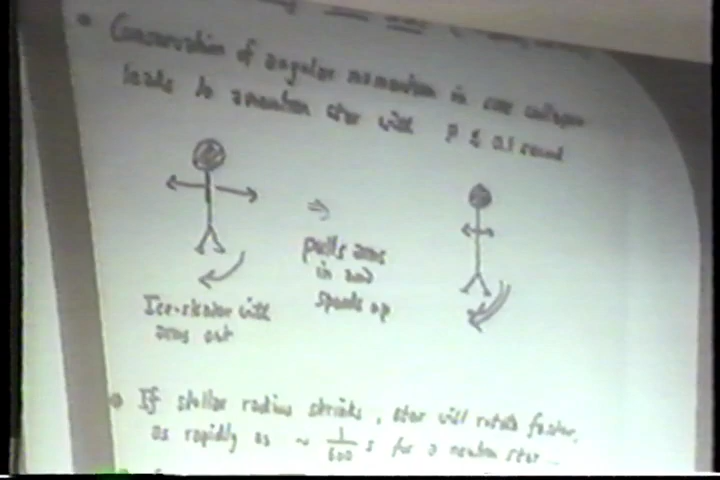 Conservation of angular momentum in core collapse
leads to a neutron star with P ≤ 0.1 second
⇒
pulls arms
in and
speeds up
Ice-skater with
arms out
If stellar radius shrinks, star will rotate faster,
as rapidly as ~ 1/600 s for a neutron star